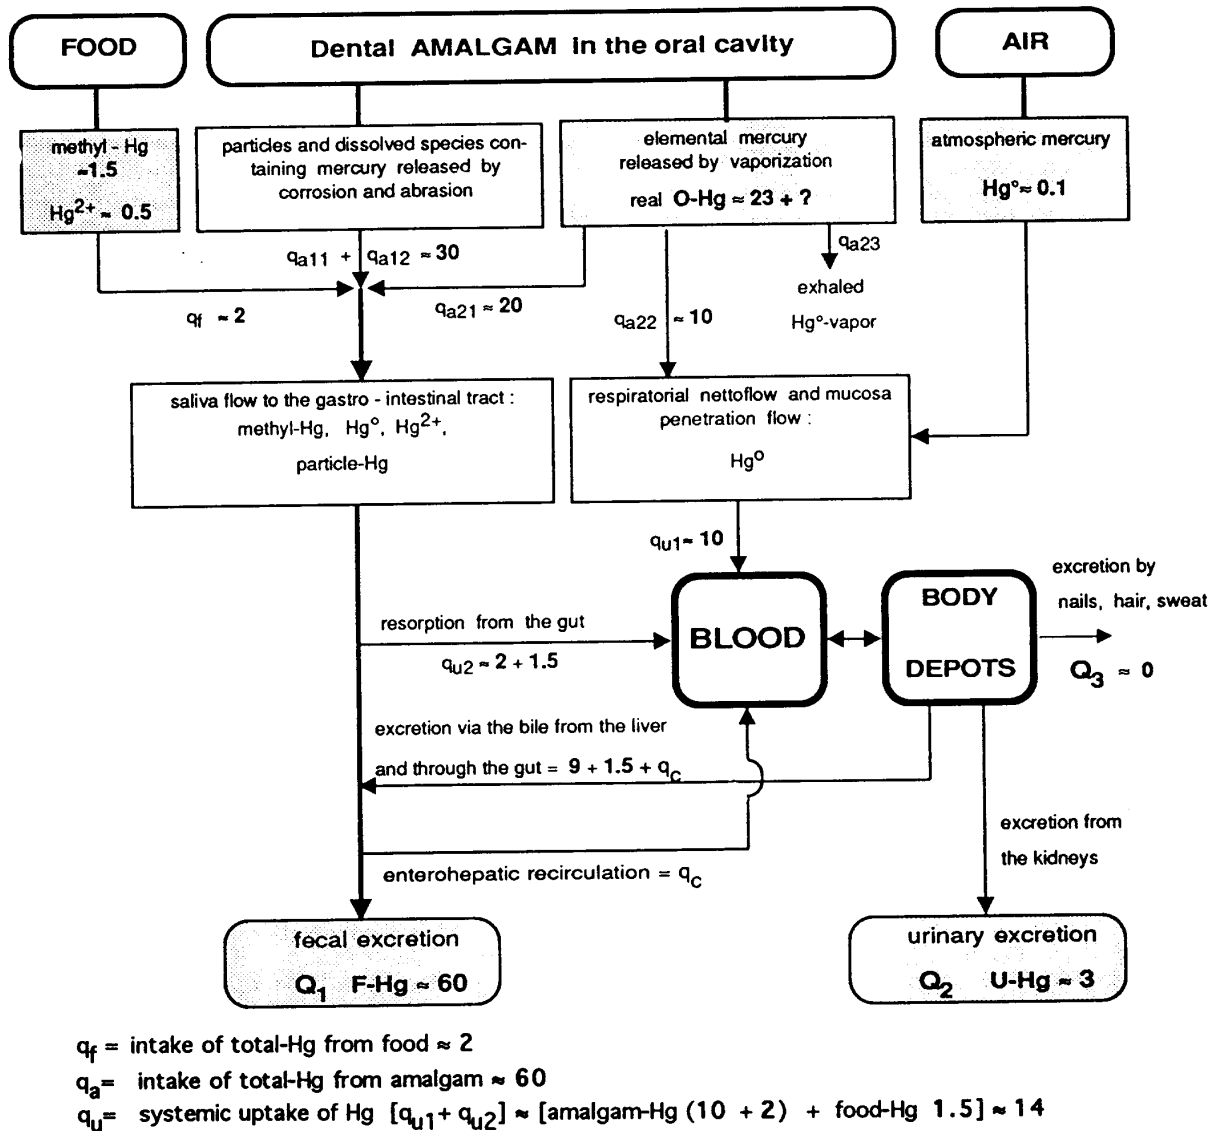 FOOD
Dental AMALGAM in the oral cavity
AIR
methyl - Hg
≈1.5
Hg²⁺ ≈ 0.5
particles and dissolved species con-
taining mercury released by
corrosion and abrasion
elemental mercury
released by vaporization
real O-Hg ≈ 23 + ?
atmospheric mercury
Hg° ≈ 0.1
qa11 + qa12 ≈ 30
qa23
qf ≈ 2
qa21 ≈ 20
qa22 ≈ 10
exhaled
Hg°-vapor
saliva flow to the gastro - intestinal tract :
methyl-Hg, Hg°, Hg²⁺,
particle-Hg
respiratorial nettoflow and mucosa
penetration flow :
Hg°
qu1 ≈ 10
BLOOD
BODY
DEPOTS
excretion by
nails, hair, sweat
Q3 ≈ 0
resorption from the gut
qu2 ≈ 2 + 1.5
excretion via the bile from the liver
and through the gut = 9 + 1.5 + qc
enterohepatic recirculation = qc
excretion from
the kidneys
fecal excretion
Q1 F-Hg ≈ 60
urinary excretion
Q2 U-Hg ≈ 3
qf = intake of total-Hg from food ≈ 2
qa= intake of total-Hg from amalgam ≈ 60
qu= systemic uptake of Hg [qu1+ qu2] ≈ [amalgam-Hg (10 + 2) + food-Hg 1.5] ≈ 14